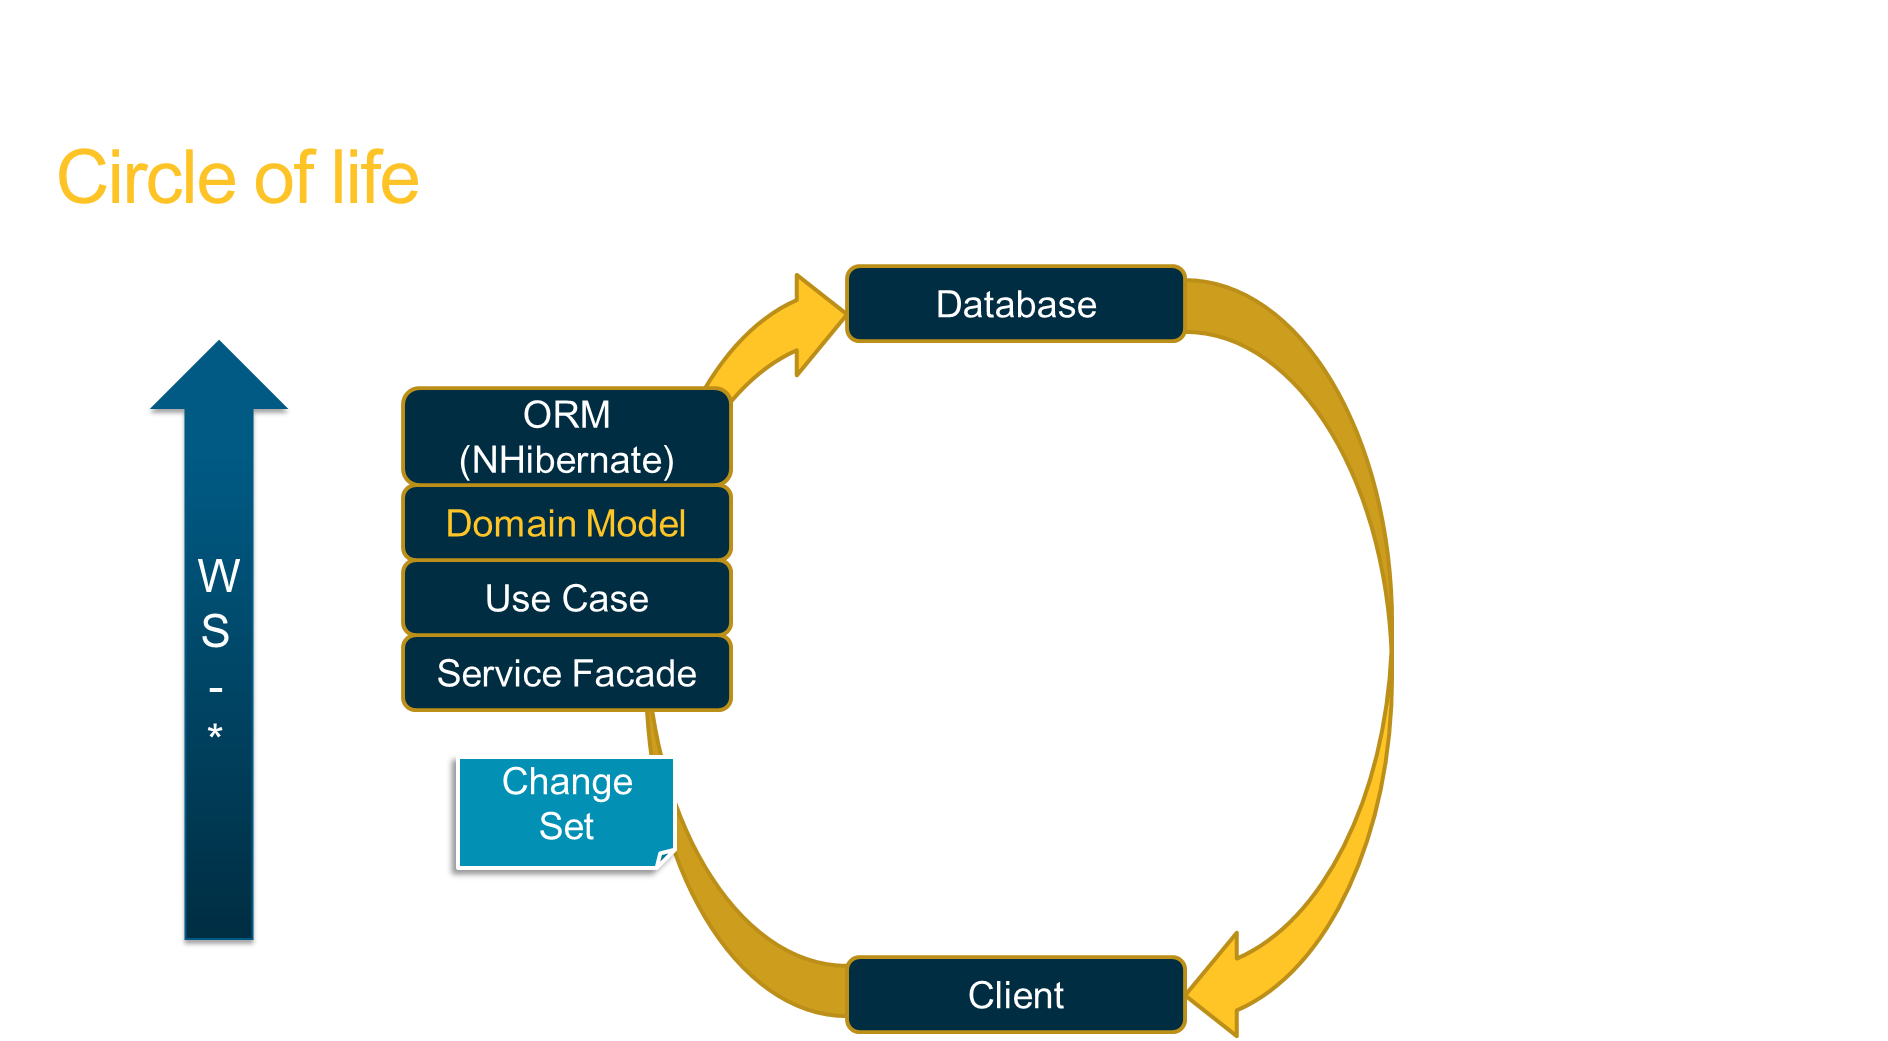 Circle of life
Database
ORM
(NHibernate)
Domain Model
Use Case
Service Facade
W
S
-
*
Change
Set
Client